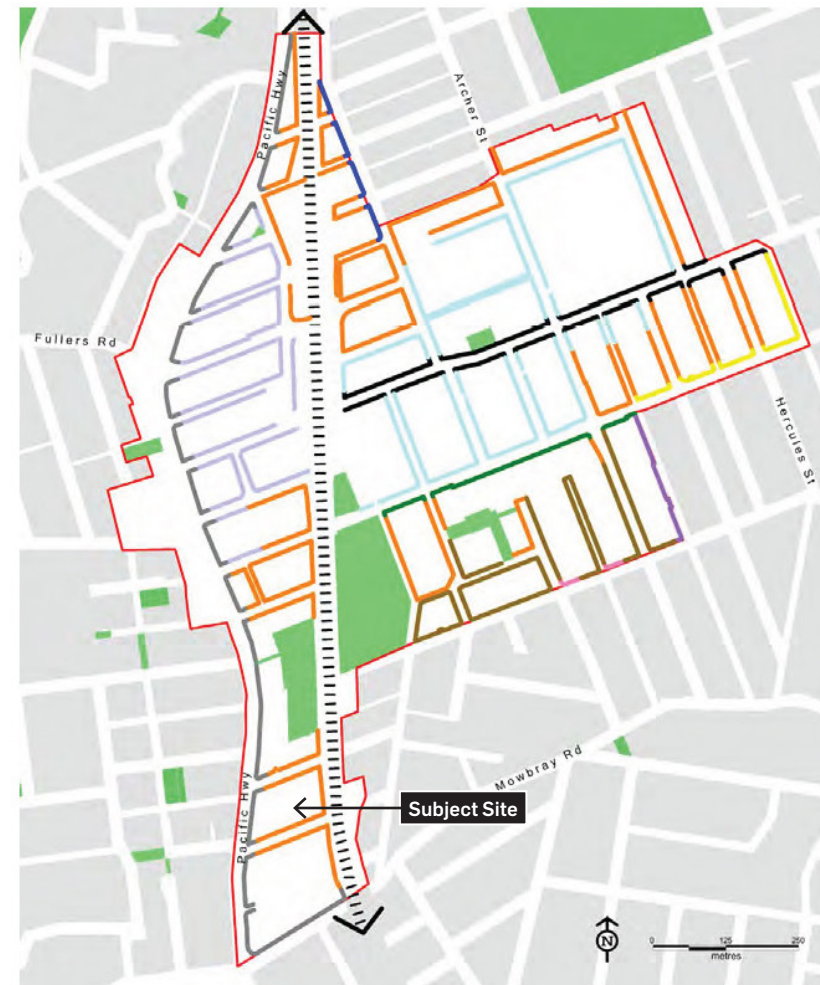 Pacific Hwy
Archer St
Fullers Rd
Hercules St
Mowbray Rd
Subject Site
Pacific Hwy
N
0 125 250
metres